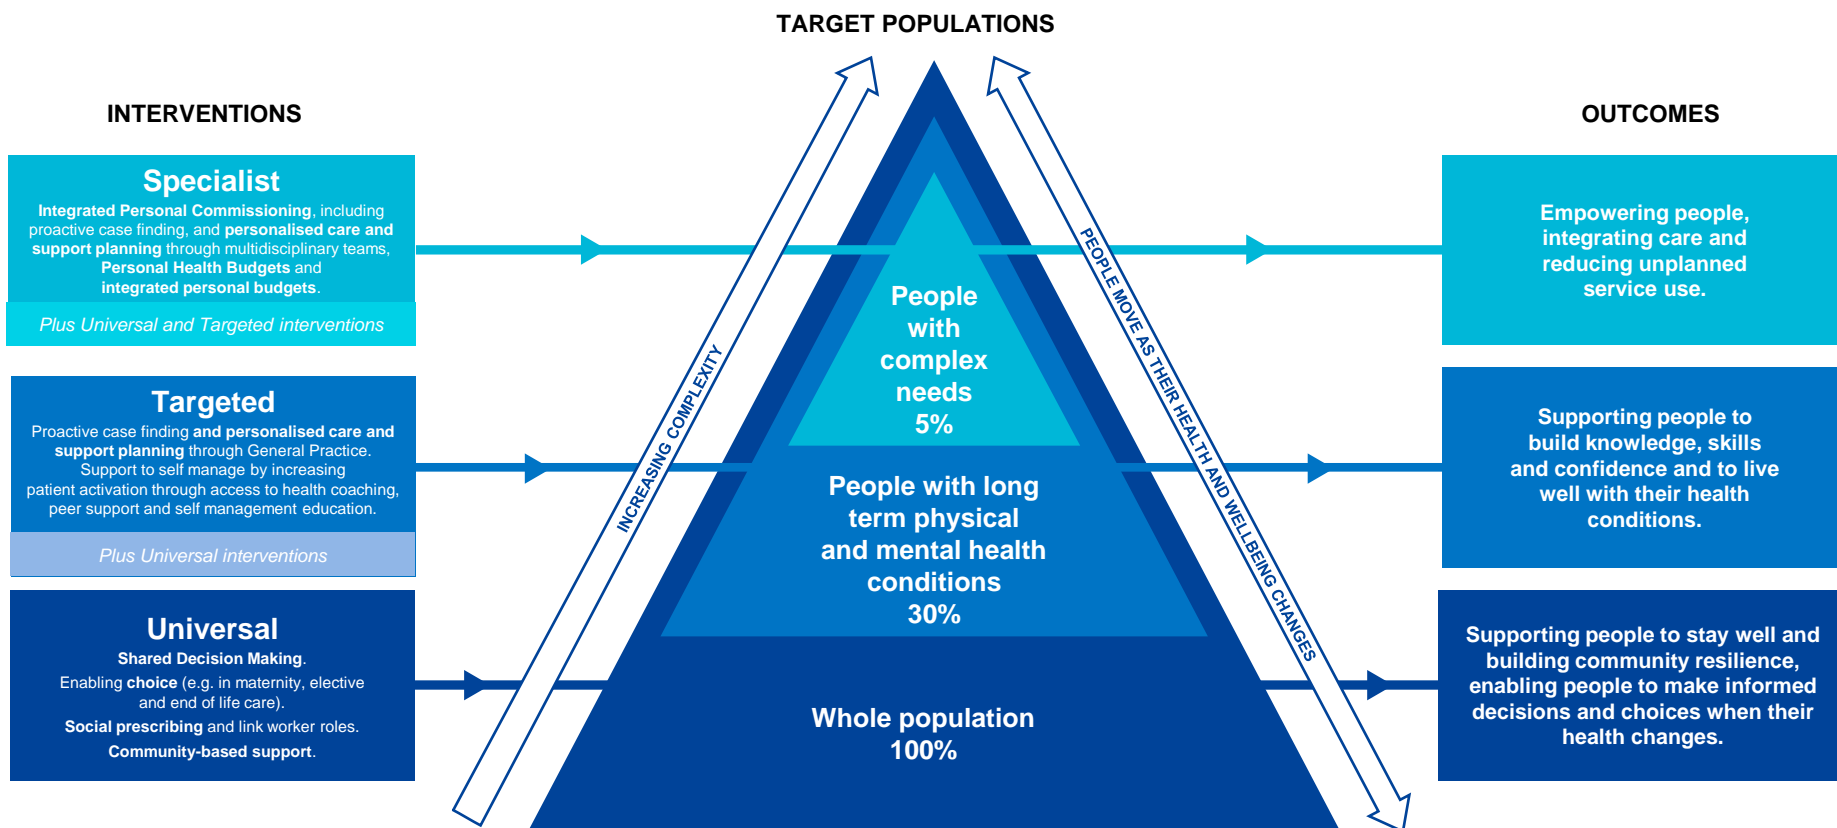 TARGET POPULATIONS
INTERVENTIONS
Specialist
Integrated Personal Commissioning, including
proactive case finding, and personalised care and
support planning through multidisciplinary teams,
Personal Health Budgets and
integrated personal budgets.
Plus Universal and Targeted interventions
Targeted
Proactive case finding and personalised care and
support planning through General Practice.
Support to self manage by increasing
patient activation through access to health coaching,
peer support and self management education.
Plus Universal interventions
Universal
Shared Decision Making.
Enabling choice (e.g. in maternity, elective
and end of life care).
Social prescribing and link worker roles.
Community-based support.
INCREASING COMPLEXITY
People
with
complex
needs
5%
People with long
term physical
and mental health
conditions
30%
Whole population
100%
PEOPLE MOVE AS THEIR HEALTH AND WELLBEING CHANGES
OUTCOMES
Empowering people,
integrating care and
reducing unplanned
service use.
Supporting people to
build knowledge, skills
and confidence and to live
well with their health
conditions.
Supporting people to stay well and
building community resilience,
enabling people to make informed
decisions and choices when their
health changes.